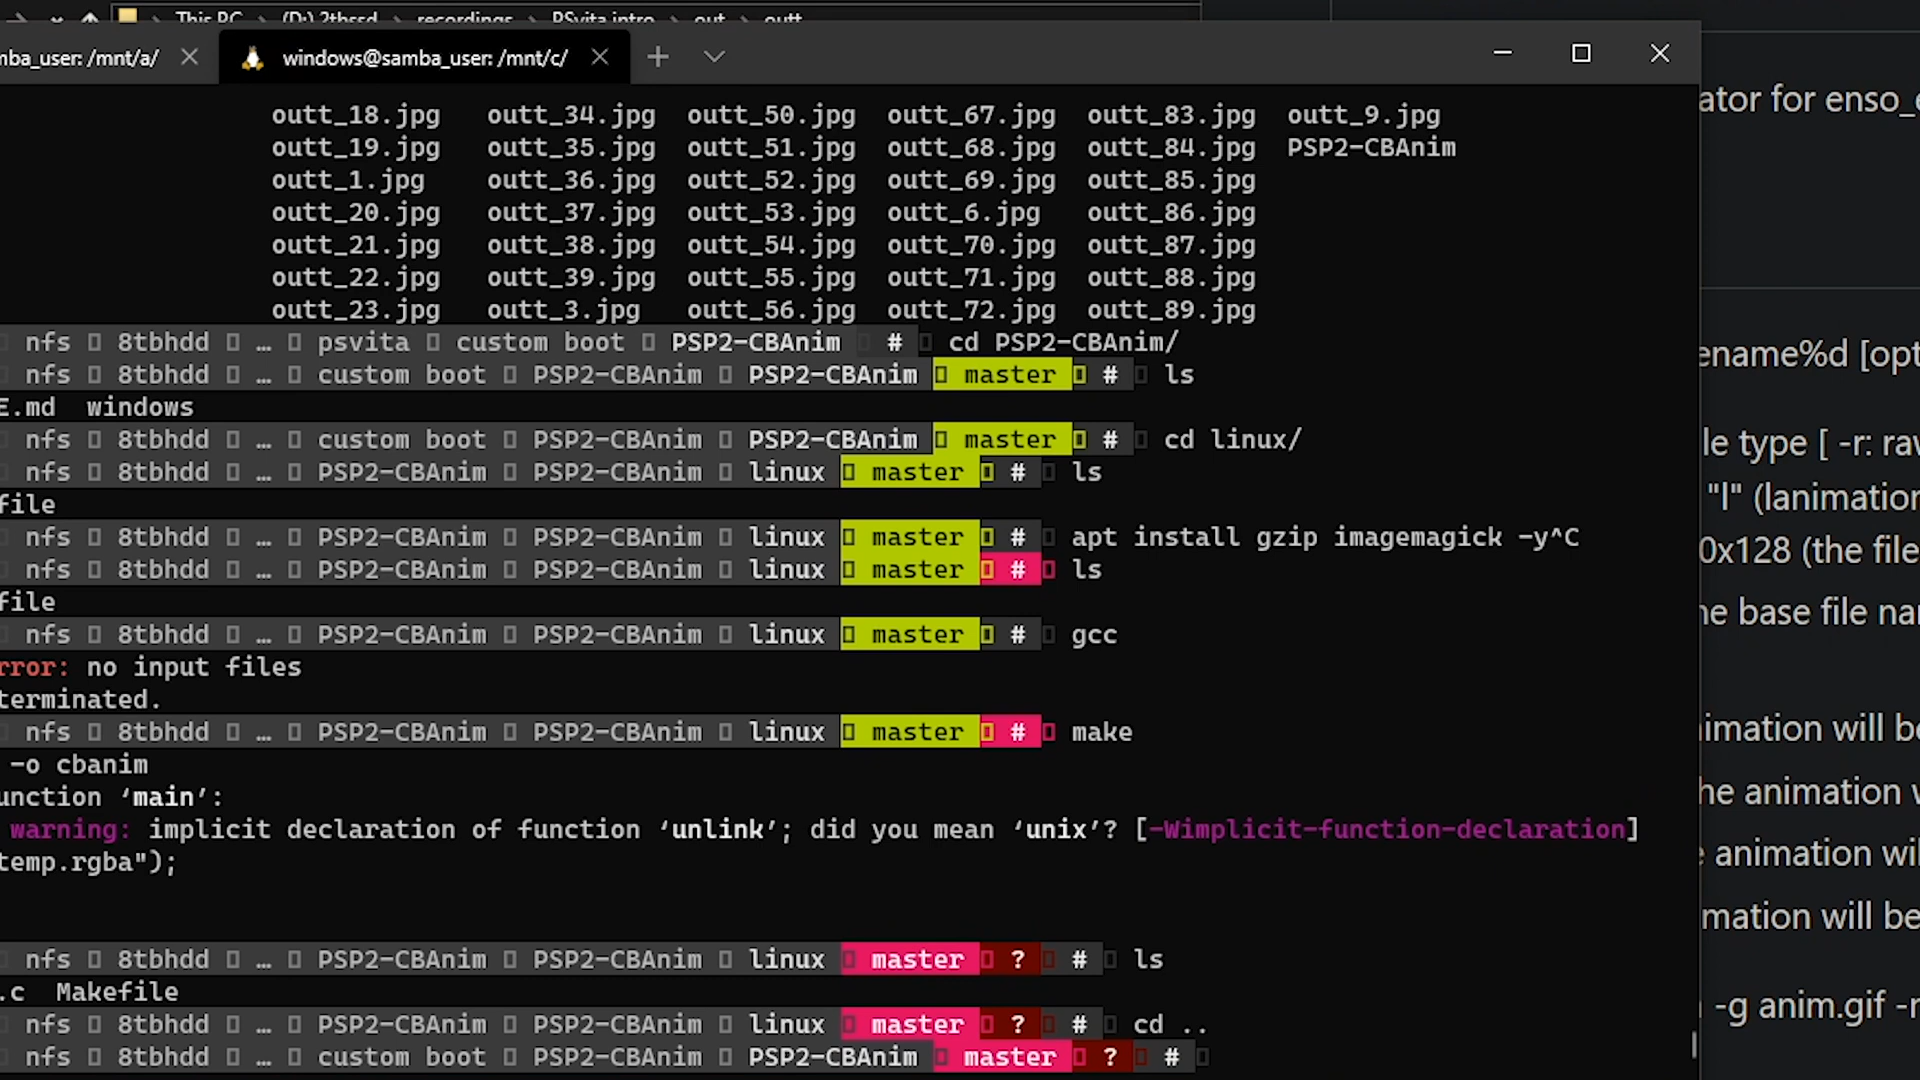 This PC (D:) 2tbssd recordings PSvita intro out outt
mba_user: /mnt/a/ windows@samba_user: /mnt/c/
outt_18.jpg outt_34.jpg outt_50.jpg outt_67.jpg outt_83.jpg outt_9.jpg
outt_19.jpg outt_35.jpg outt_51.jpg outt_68.jpg outt_84.jpg PSP2-CBAnim
outt_1.jpg outt_36.jpg outt_52.jpg outt_69.jpg outt_85.jpg
outt_20.jpg outt_37.jpg outt_53.jpg outt_6.jpg outt_86.jpg
outt_21.jpg outt_38.jpg outt_54.jpg outt_70.jpg outt_87.jpg
outt_22.jpg outt_39.jpg outt_55.jpg outt_71.jpg outt_88.jpg
outt_23.jpg outt_3.jpg outt_56.jpg outt_72.jpg outt_89.jpg
nfs 8tbhdd … psvita custom boot PSP2-CBAnim # cd PSP2-CBAnim/
nfs 8tbhdd … custom boot PSP2-CBAnim PSP2-CBAnim master # ls
E.md windows
nfs 8tbhdd … custom boot PSP2-CBAnim PSP2-CBAnim master # cd linux/
nfs 8tbhdd … PSP2-CBAnim PSP2-CBAnim linux master # ls
file
nfs 8tbhdd … PSP2-CBAnim PSP2-CBAnim linux master # apt install gzip imagemagick -y^C
nfs 8tbhdd … PSP2-CBAnim PSP2-CBAnim linux master # ls
file
nfs 8tbhdd … PSP2-CBAnim PSP2-CBAnim linux master # gcc
rror: no input files
terminated.
nfs 8tbhdd … PSP2-CBAnim PSP2-CBAnim linux master # make
-o cbanim
unction ‘main’:
warning: implicit declaration of function ‘unlink’; did you mean ‘unix’? [-Wimplicit-function-declaration]
temp.rgba");
nfs 8tbhdd … PSP2-CBAnim PSP2-CBAnim linux master ? # ls
.c Makefile
nfs 8tbhdd … PSP2-CBAnim PSP2-CBAnim linux master ? # cd ..
nfs 8tbhdd … custom boot PSP2-CBAnim PSP2-CBAnim master ? #
ator for enso_e
ename%d [opt
le type [ -r: raw
"l" (lanimation
0x128 (the file
he base file nam
imation will be
he animation w
e animation wil
mation will be
-g anim.gif -r